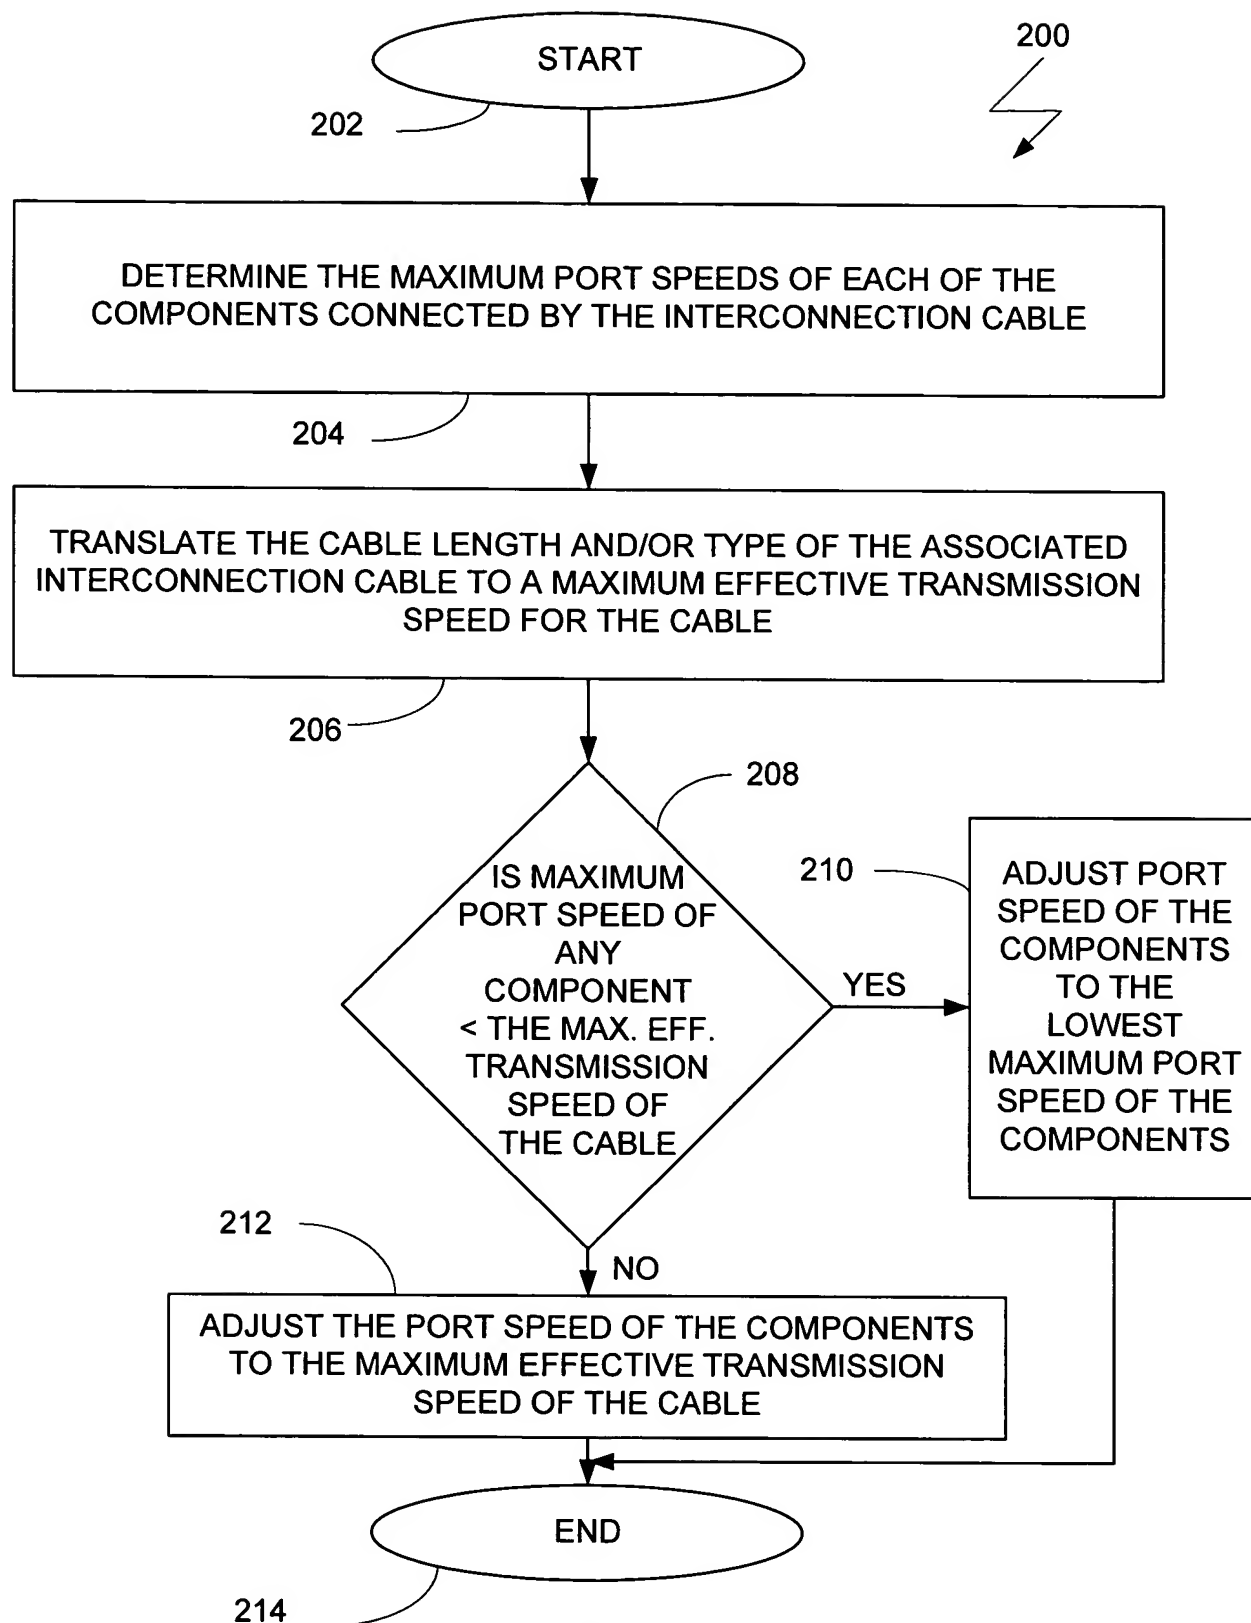 START
200
202
DETERMINE THE MAXIMUM PORT SPEEDS OF EACH OF THE
COMPONENTS CONNECTED BY THE INTERCONNECTION CABLE
204
TRANSLATE THE CABLE LENGTH AND/OR TYPE OF THE ASSOCIATED
INTERCONNECTION CABLE TO A MAXIMUM EFFECTIVE TRANSMISSION
SPEED FOR THE CABLE
206
208
IS MAXIMUM
PORT SPEED OF
ANY
COMPONENT
< THE MAX. EFF.
TRANSMISSION
SPEED OF
THE CABLE
YES
210
ADJUST PORT
SPEED OF THE
COMPONENTS
TO THE
LOWEST
MAXIMUM PORT
SPEED OF THE
COMPONENTS
212
NO
ADJUST THE PORT SPEED OF THE COMPONENTS
TO THE MAXIMUM EFFECTIVE TRANSMISSION
SPEED OF THE CABLE
END
214